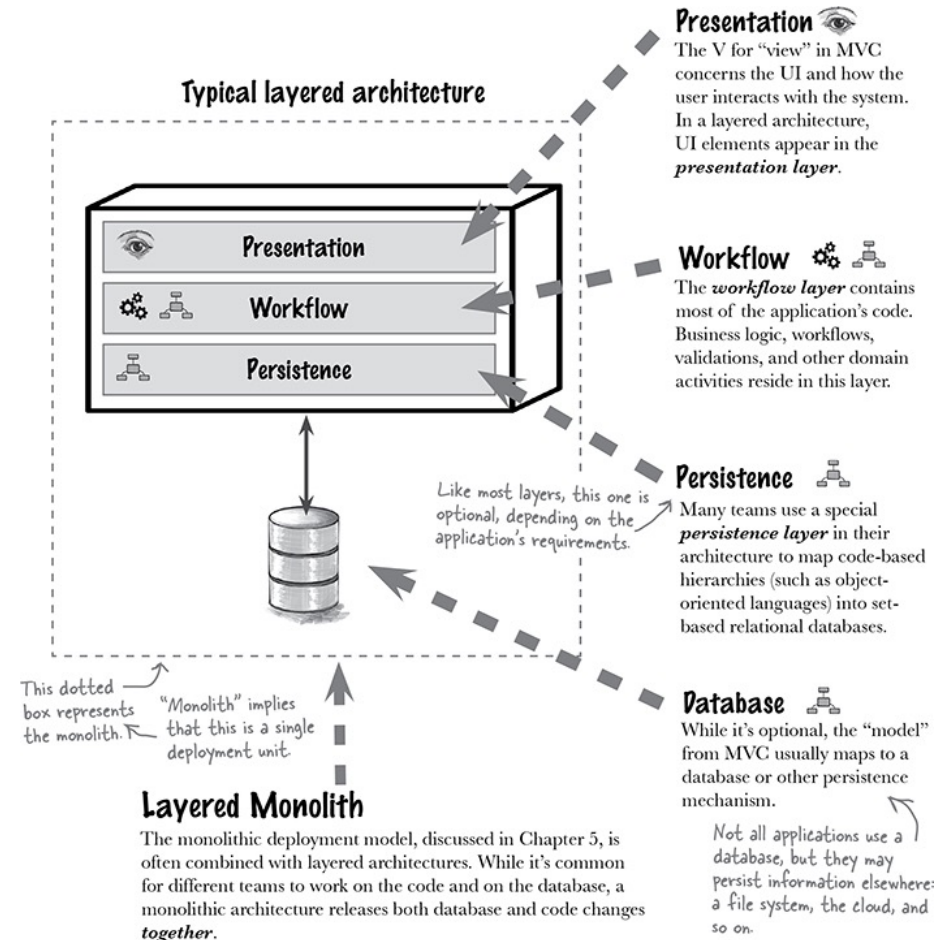 Typical layered architecture
Presentation
Workflow
Persistence
Presentation
The V for “view” in MVC
concerns the UI and how the
user interacts with the system.
In a layered architecture,
UI elements appear in the
presentation layer.
Workflow
The workflow layer contains
most of the application’s code.
Business logic, workflows,
validations, and other domain
activities reside in this layer.
Persistence
Many teams use a special
persistence layer in their
architecture to map code-based
hierarchies (such as object-
oriented languages) into set-
based relational databases.
Like most layers, this one is
optional, depending on the
application’s requirements.
Database
While it’s optional, the “model”
from MVC usually maps to a
database or other persistence
mechanism.
Not all applications use a
database, but they may
persist information elsewhere:
a file system, the cloud, and
so on.
This dotted
box represents
the monolith.
“Monolith” implies
that this is a single
deployment unit.
Layered Monolith
The monolithic deployment model, discussed in Chapter 5, is
often combined with layered architectures. While it’s common
for different teams to work on the code and on the database, a
monolithic architecture releases both database and code changes
together.